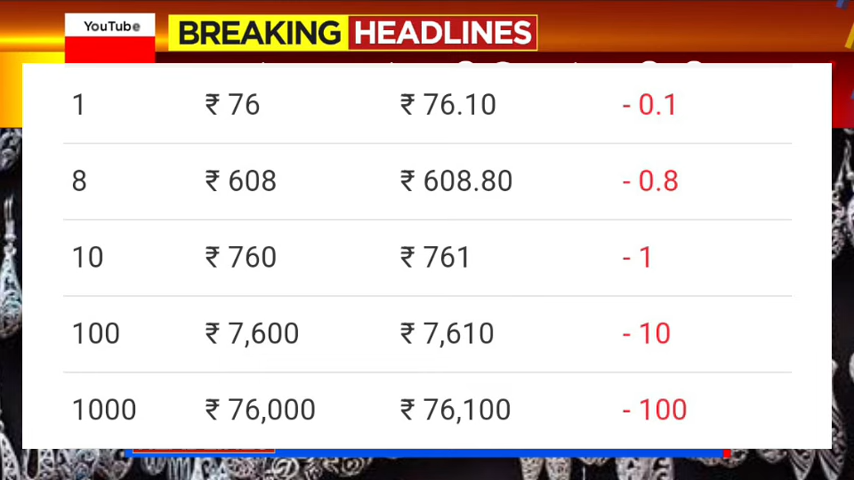 YouTube
BREAKING HEADLINES
1 ₹ 76 ₹ 76.10 - 0.1
8 ₹ 608 ₹ 608.80 - 0.8
10 ₹ 760 ₹ 761 - 1
100 ₹ 7,600 ₹ 7,610 - 10
1000 ₹ 76,000 ₹ 76,100 - 100